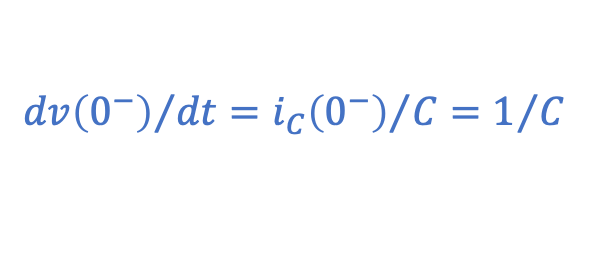 dv(0⁻)/dt = i_C(0⁻)/C = 1/C